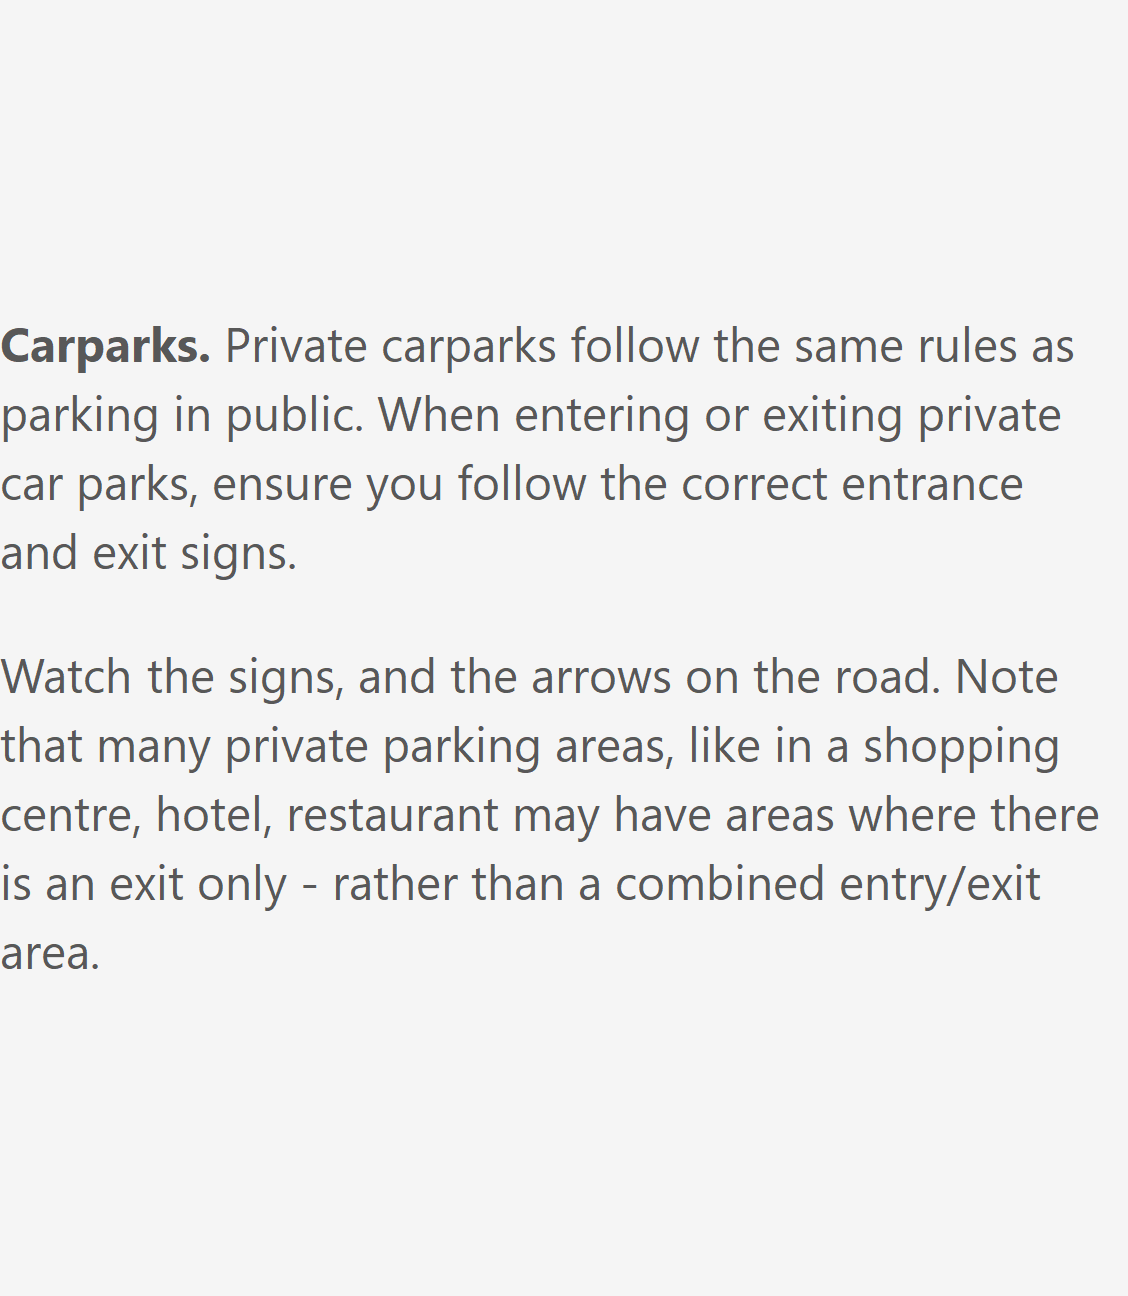 Carparks. Private carparks follow the same rules as
parking in public. When entering or exiting private
car parks, ensure you follow the correct entrance
and exit signs.
Watch the signs, and the arrows on the road. Note
that many private parking areas, like in a shopping
centre, hotel, restaurant may have areas where there
is an exit only - rather than a combined entry/exit
area.